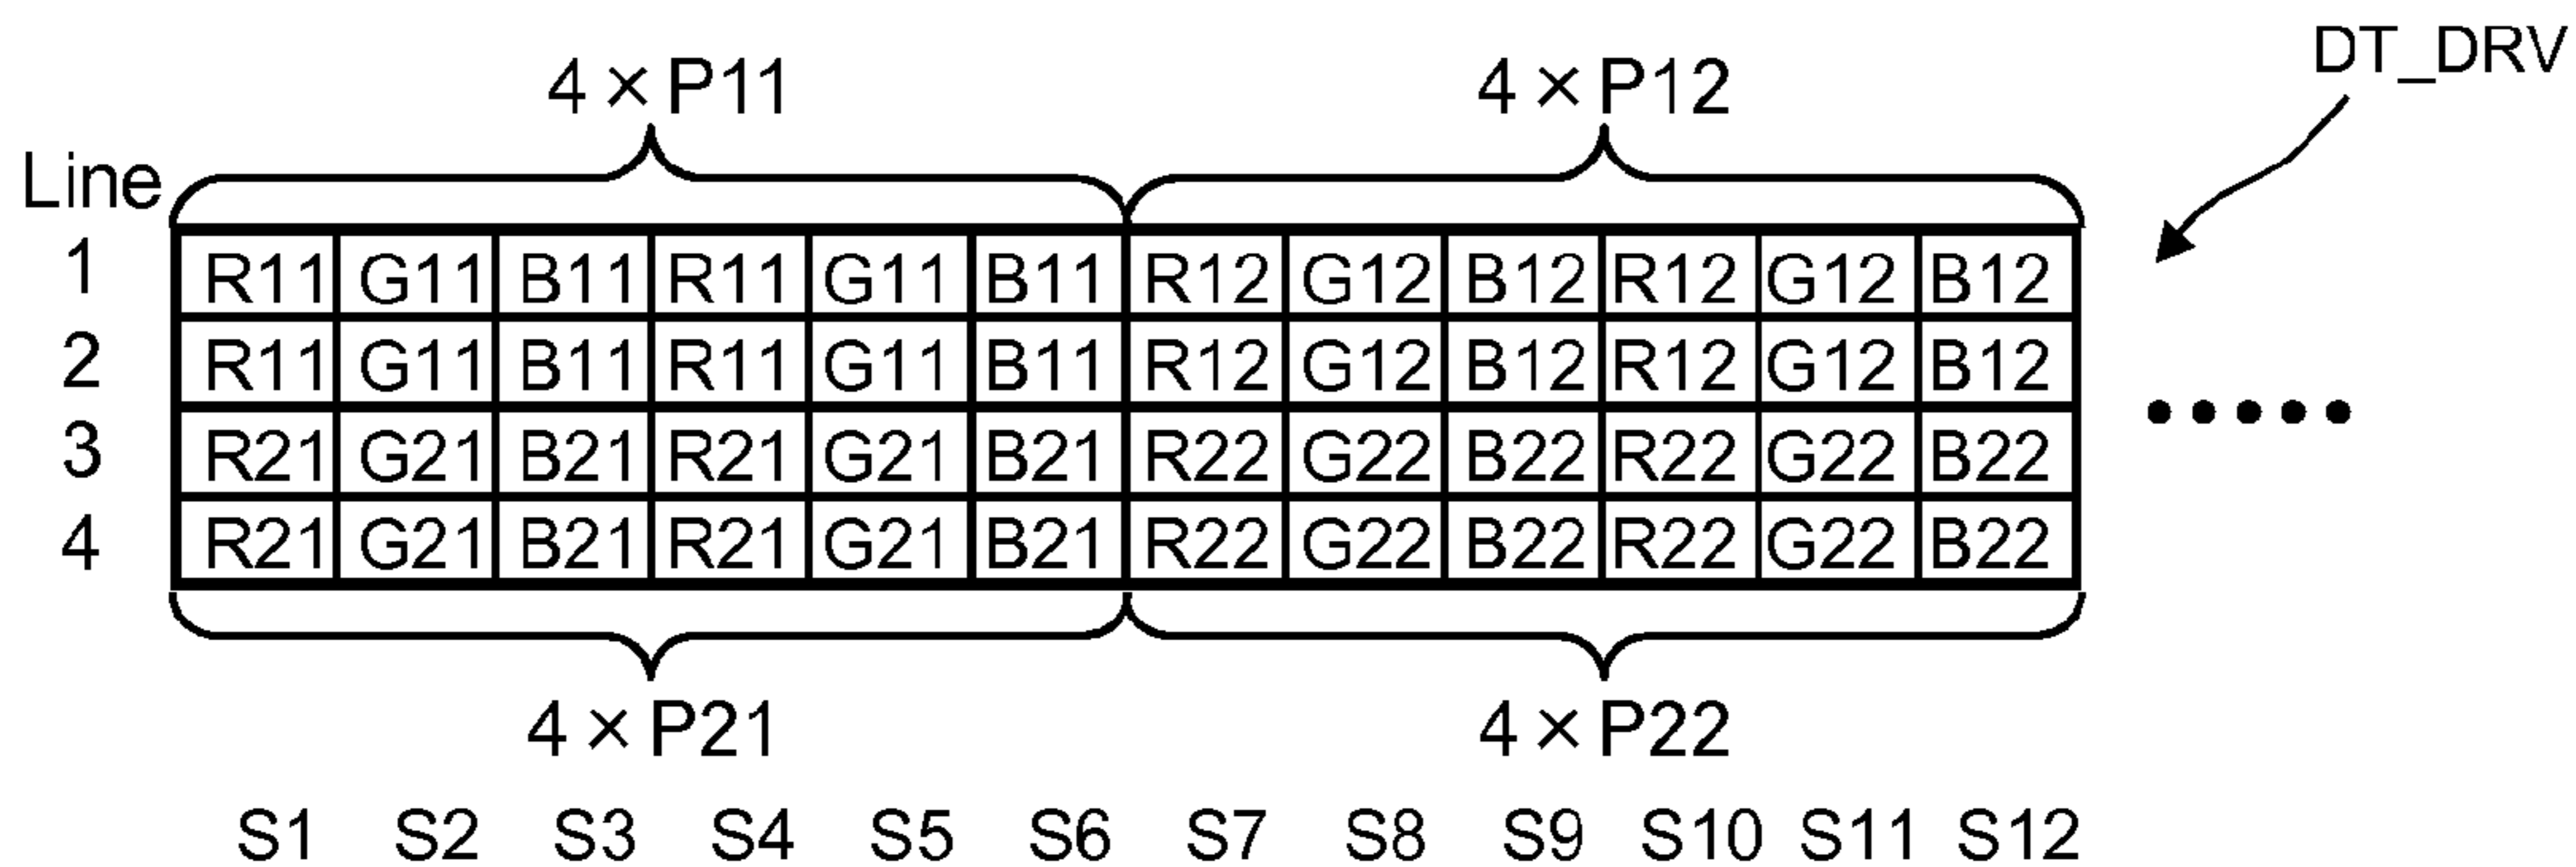 DT_DRV
4×P11 4×P12
Line
1 R11 G11 B11 R11 G11 B11 R12 G12 B12 R12 G12 B12
2 R11 G11 B11 R11 G11 B11 R12 G12 B12 R12 G12 B12
3 R21 G21 B21 R21 G21 B21 R22 G22 B22 R22 G22 B22
4 R21 G21 B21 R21 G21 B21 R22 G22 B22 R22 G22 B22
4×P21 4×P22
S1 S2 S3 S4 S5 S6 S7 S8 S9 S10 S11 S12